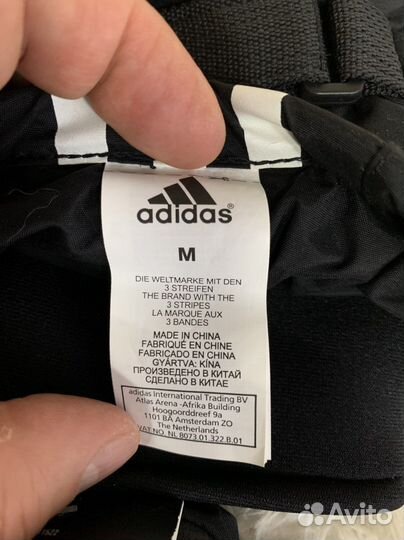 adidas
M
DIE WELTMARKE MIT DEN
3 STREIFEN
THE BRAND WITH THE
3 STRIPES
LA MARQUE AUX
3 BANDES
MADE IN CHINA
FABRIQUÉ EN CHINE
FABRICADO EN CHINA
GYÁRTVA: KÍNA
ПРОИЗВЕДЕНО В КИТАЙ
СДЕЛАНО В КИТАЕ
adidas International Trading BV
Atlas Arena -Afrika Building
Hoogoorddreef 9a
1101 BA Amsterdam ZO
The Netherlands
VAT NO. NL 8073.01.322.B.01
Avito